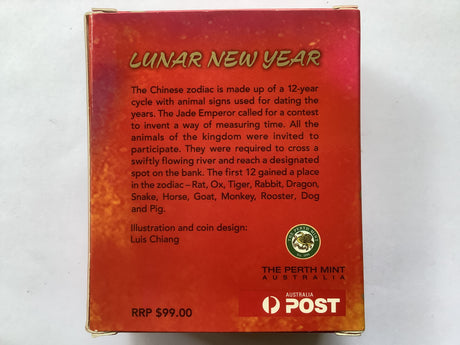 LUNAR NEW YEAR
The Chinese zodiac is made up of a 12-year
cycle with animal signs used for dating the
years. The Jade Emperor called for a contest
to invent a way of measuring time. All the
animals of the kingdom were invited to
participate. They were required to cross a
swiftly flowing river and reach a designated
spot on the bank. The first 12 gained a place
in the zodiac – Rat, Ox, Tiger, Rabbit, Dragon,
Snake, Horse, Goat, Monkey, Rooster, Dog
and Pig.
Illustration and coin design:
Luis Chiang
THE PERTH MINT
THE PERTH MINT
AUSTRALIA
AUSTRALIA
POST
RRP $99.00